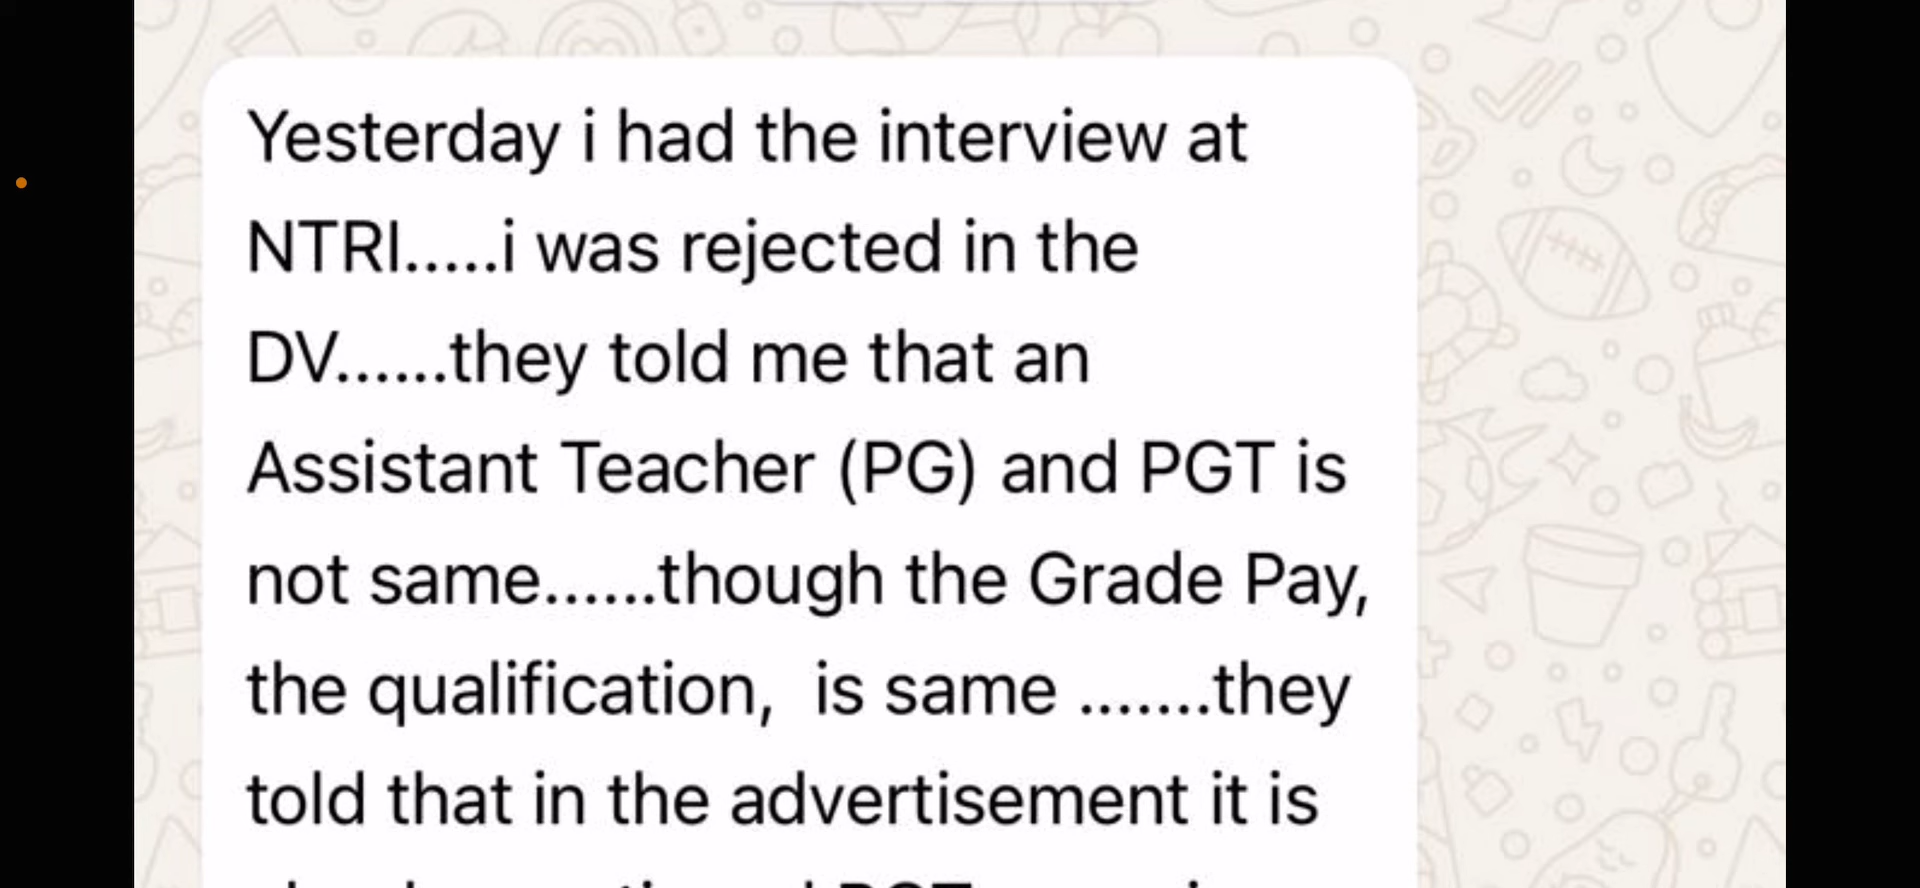 Yesterday i had the interview at
NTRI.....i was rejected in the
DV......they told me that an
Assistant Teacher (PG) and PGT is
not same......though the Grade Pay,
the qualification,  is same .......they
told that in the advertisement it is